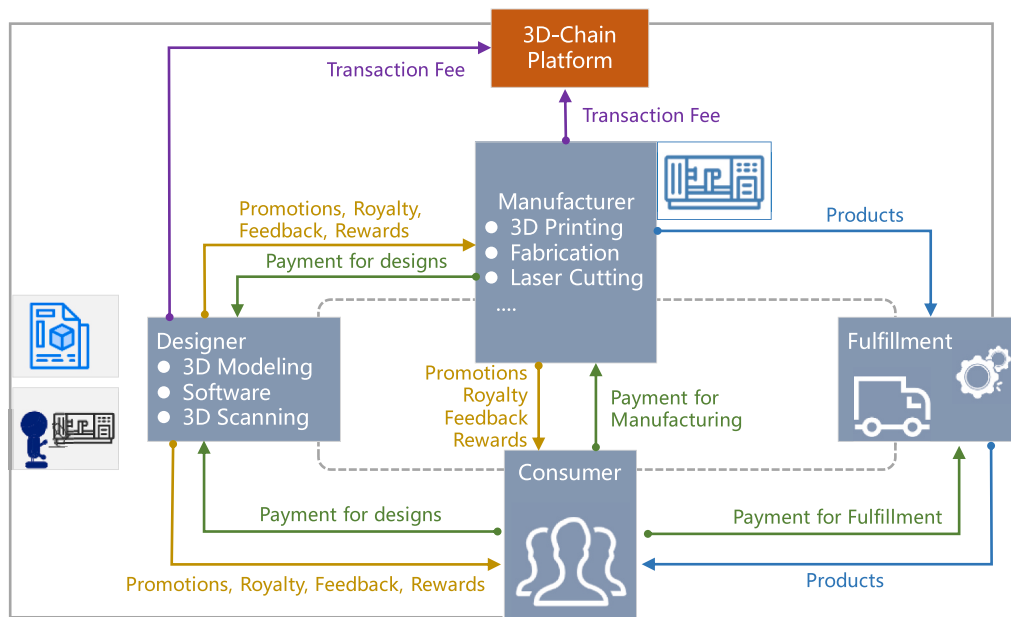 3D-Chain
Platform
Transaction Fee
Transaction Fee
Manufacturer
3D Printing
Fabrication
Laser Cutting
....
Promotions, Royalty,
Feedback, Rewards
Payment for designs
Products
Designer
3D Modeling
Software
3D Scanning
Fulfillment
Promotions
Royalty
Feedback
Rewards
Payment for
Manufacturing
Consumer
Payment for designs
Payment for Fulfillment
Promotions, Royalty, Feedback, Rewards
Products